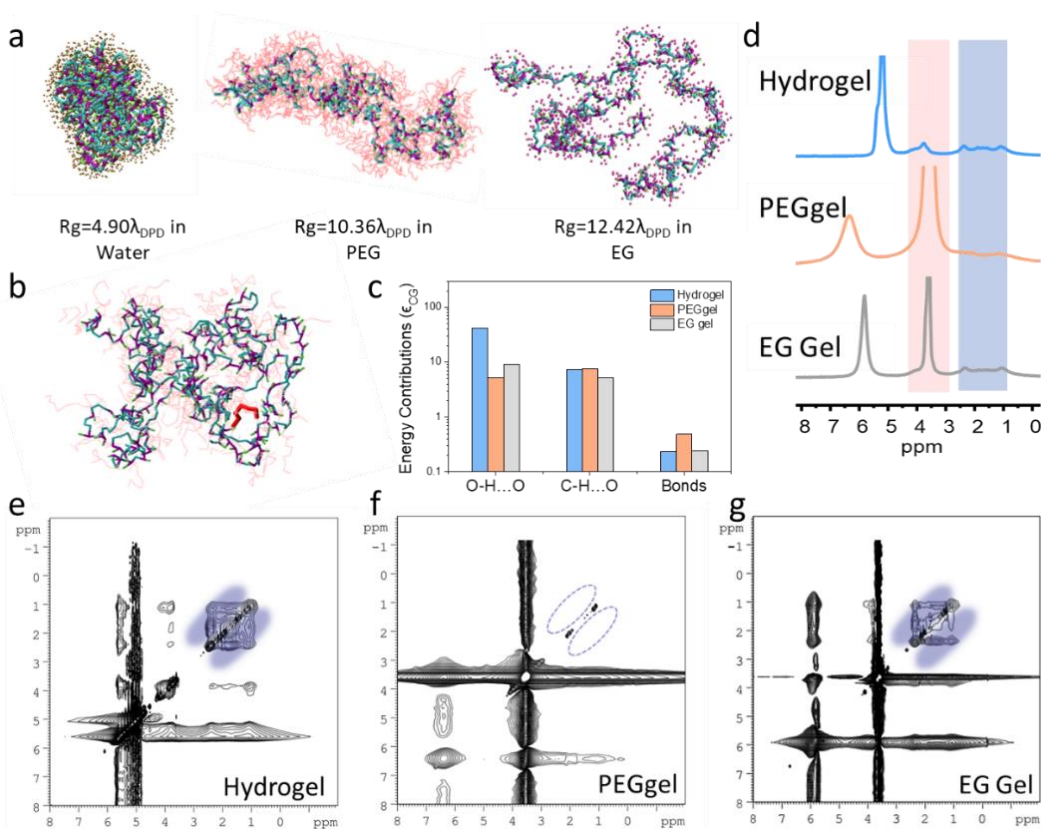 a
Rg=4.90λDPD in
Water
Rg=10.36λDPD in
PEG
Rg=12.42λDPD in
EG
b
c
Energy Contributions (ϵCG)
100
10
1
0.1
Hydrogel
PEGgel
EG gel
O-H...O
C-H...O
Bonds
d
Hydrogel
PEGgel
EG Gel
8 7 6 5 4 3 2 1 0
ppm
e
ppm
-1
0
1
2
3
4
5
6
7
8
Hydrogel
8 7 6 5 4 3 2 1 0 ppm
f
ppm
-1
0
1
2
3
4
5
6
7
8
PEGgel
8 7 6 5 4 3 2 1 0 ppm
g
ppm
-1
0
1
2
3
4
5
6
7
8
EG Gel
8 7 6 5 4 3 2 1 0 ppm